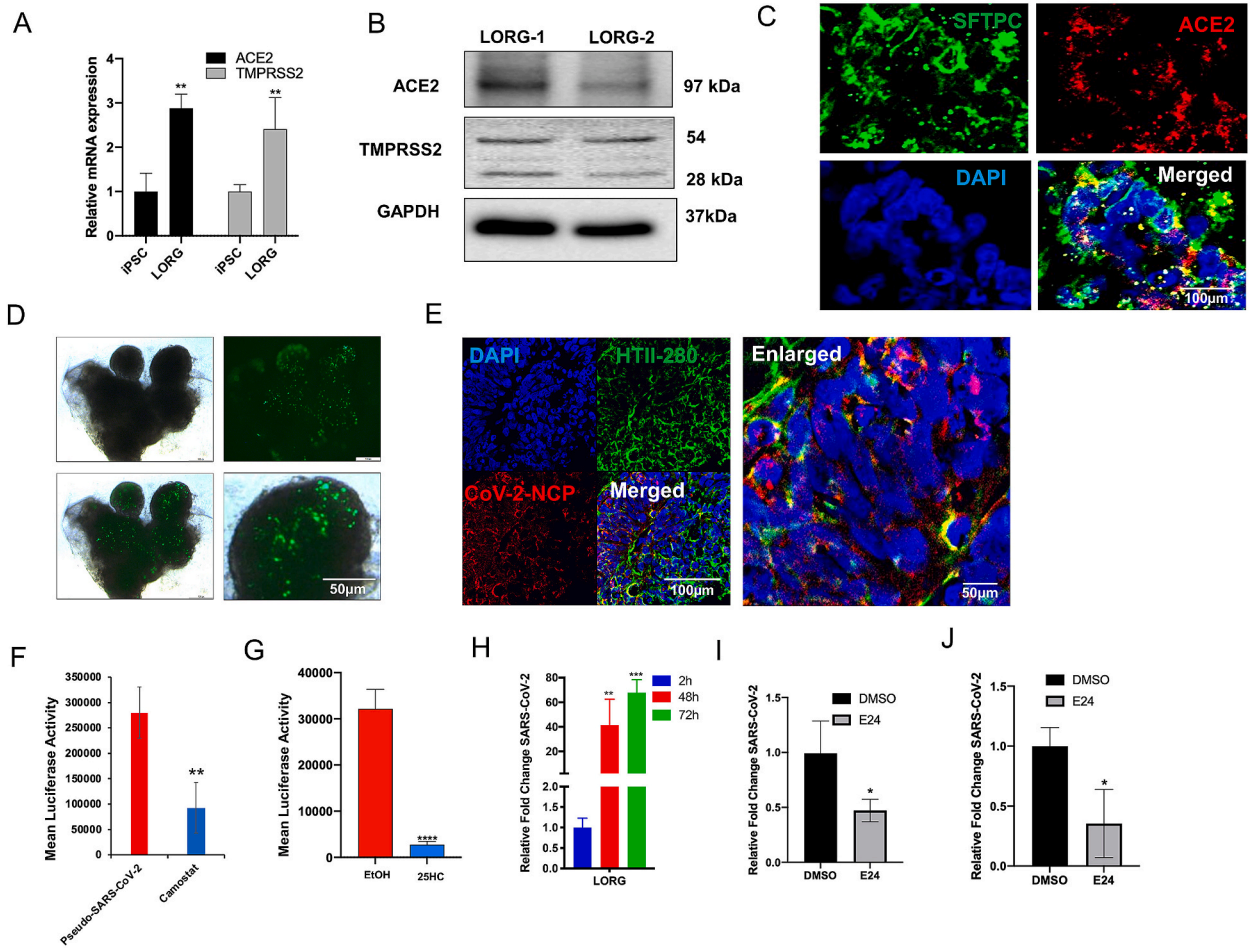 A
ACE2
TMPRSS2
Relative mRNA expression
4
3
2
1
0
**
**
iPSC
LORG
iPSC
LORG
B
LORG-1
LORG-2
ACE2
97 kDa
TMPRSS2
54
28 kDa
GAPDH
37kDa
C
SFTPC
ACE2
DAPI
Merged
100µm
D
50µm
E
DAPI
HTII-280
CoV-2-NCP
Merged
100µm
Enlarged
50µm
F
Mean Luciferase Activity
350000
300000
250000
200000
150000
100000
50000
0
**
Pseudo-SARS-CoV-2
Camostat
G
Mean Luciferase Activity
40000
30000
20000
10000
0
****
EtOH
25HC
H
Relative Fold Change SARS-CoV-2
80
60
40
20
2.0
1.5
1.0
0.5
0.0
**
***
2h
48h
72h
LORG
I
Relative Fold Change SARS-CoV-2
1.5
1.0
0.5
0.0
DMSO
E24
*
DMSO
E24
J
Relative Fold Change SARS-CoV-2
1.5
1.0
0.5
0.0
DMSO
E24
*
DMSO
E24